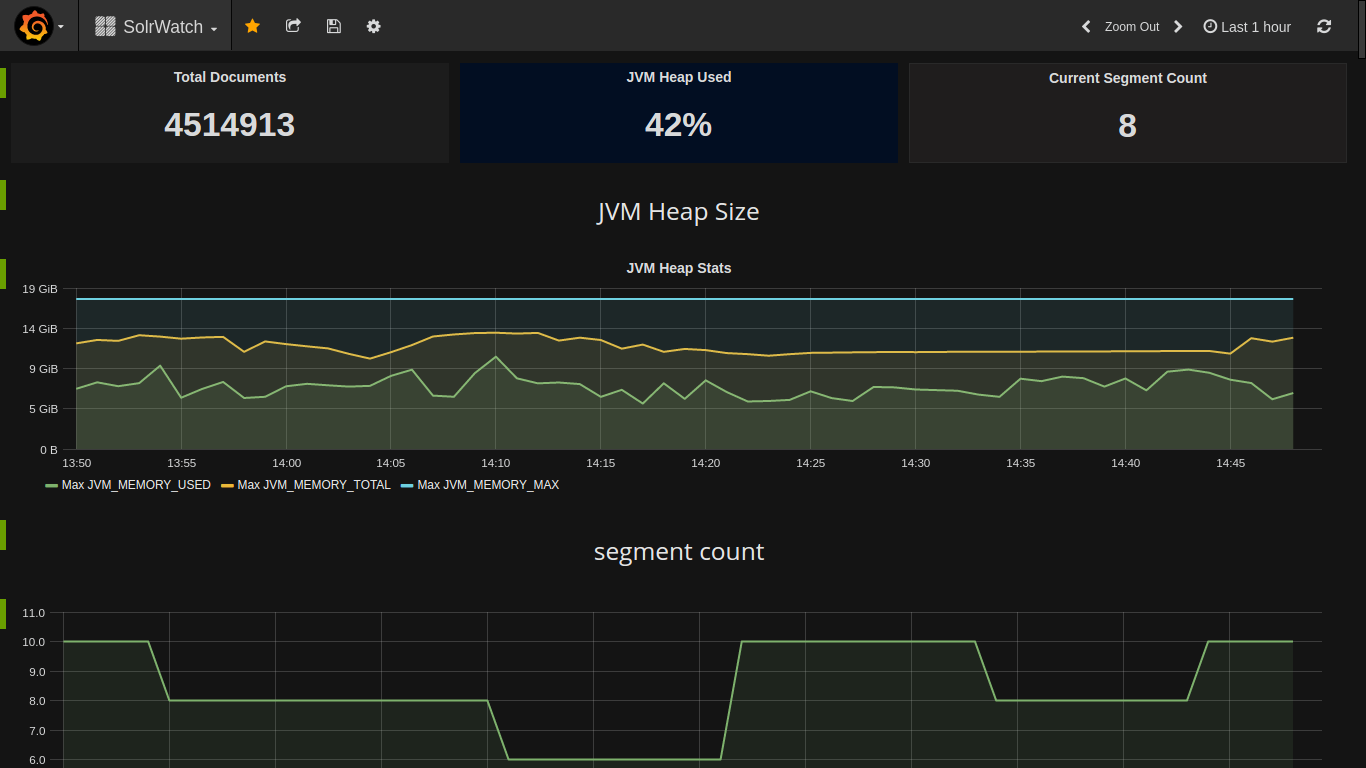 SolrWatch
Zoom Out
Last 1 hour
Total Documents
JVM Heap Used
Current Segment Count
4514913
42%
8
JVM Heap Size
JVM Heap Stats
19 GiB
14 GiB
9 GiB
5 GiB
0 B
13:50 13:55 14:00 14:05 14:10 14:15 14:20 14:25 14:30 14:35 14:40 14:45
Max JVM_MEMORY_USED Max JVM_MEMORY_TOTAL Max JVM_MEMORY_MAX
segment count
11.0
10.0
9.0
8.0
7.0
6.0